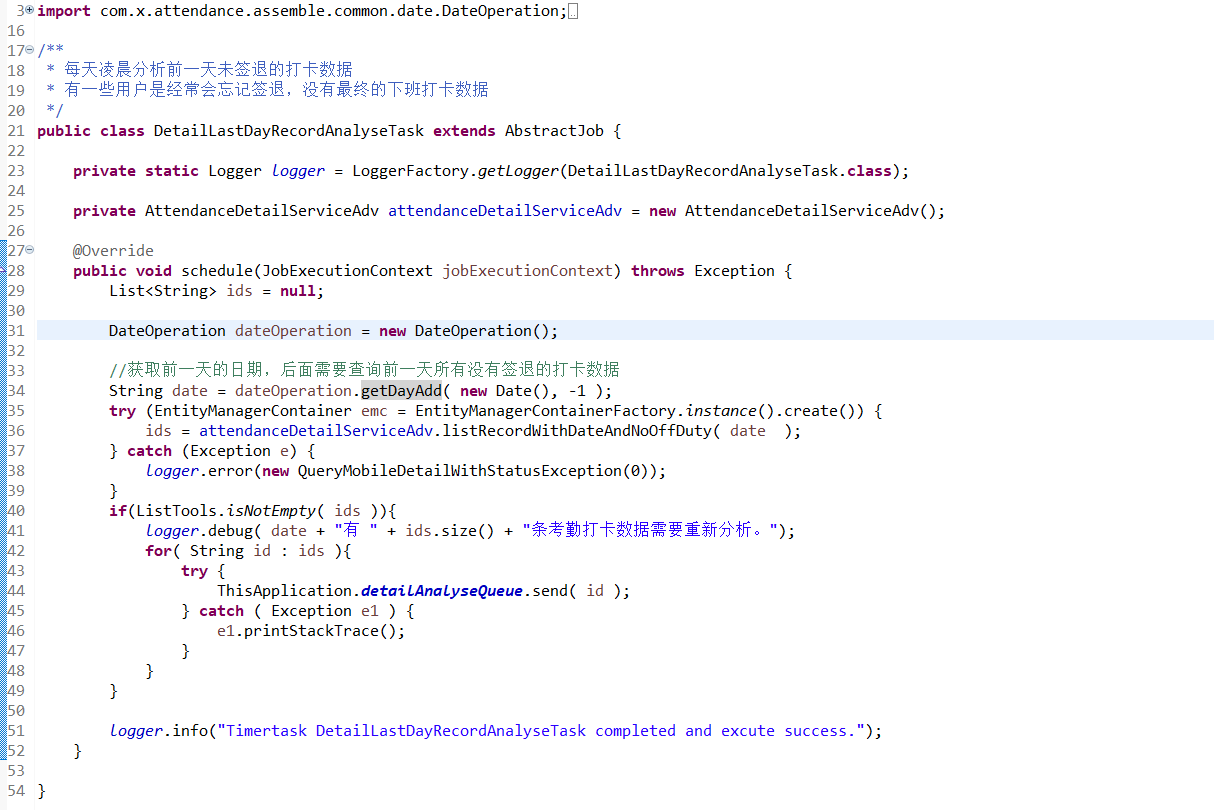 3 import com.x.attendance.assemble.common.date.DateOperation;
16
17 /**
18  * 每天凌晨分析前一天未签退的打卡数据
19  * 有一些用户是经常会忘记签退，没有最终的下班打卡数据
20  */
21 public class DetailLastDayRecordAnalyseTask extends AbstractJob {
22
23     private static Logger logger = LoggerFactory.getLogger(DetailLastDayRecordAnalyseTask.class);
24
25     private AttendanceDetailServiceAdv attendanceDetailServiceAdv = new AttendanceDetailServiceAdv();
26
27     @Override
28     public void schedule(JobExecutionContext jobExecutionContext) throws Exception {
29         List<String> ids = null;
30
31         DateOperation dateOperation = new DateOperation();
32
33         //获取前一天的日期，后面需要查询前一天所有没有签退的打卡数据
34         String date = dateOperation.getDayAdd( new Date(), -1 );
35         try (EntityManagerContainer emc = EntityManagerContainerFactory.instance().create()) {
36             ids = attendanceDetailServiceAdv.listRecordWithDateAndNoOffDuty( date  );
37         } catch (Exception e) {
38             logger.error(new QueryMobileDetailWithStatusException(0));
39         }
40         if(ListTools.isNotEmpty( ids )){
41             logger.debug( date + "有 " + ids.size() + "条考勤打卡数据需要重新分析。");
42             for( String id : ids ){
43                 try {
44                     ThisApplication.detailAnalyseQueue.send( id );
45                 } catch ( Exception e1 ) {
46                     e1.printStackTrace();
47                 }
48             }
49         }
50
51         logger.info("Timertask DetailLastDayRecordAnalyseTask completed and excute success.");
52     }
53
54 }